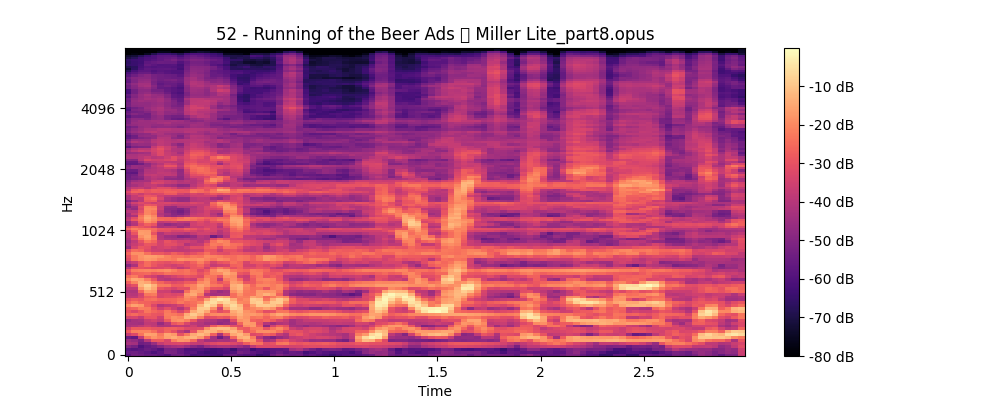 52 - Running of the Beer Ads ▯ Miller Lite_part8.opus
Hz
4096
2048
1024
512
0
0
0.5
1
1.5
2
2.5
Time
-10 dB
-20 dB
-30 dB
-40 dB
-50 dB
-60 dB
-70 dB
-80 dB